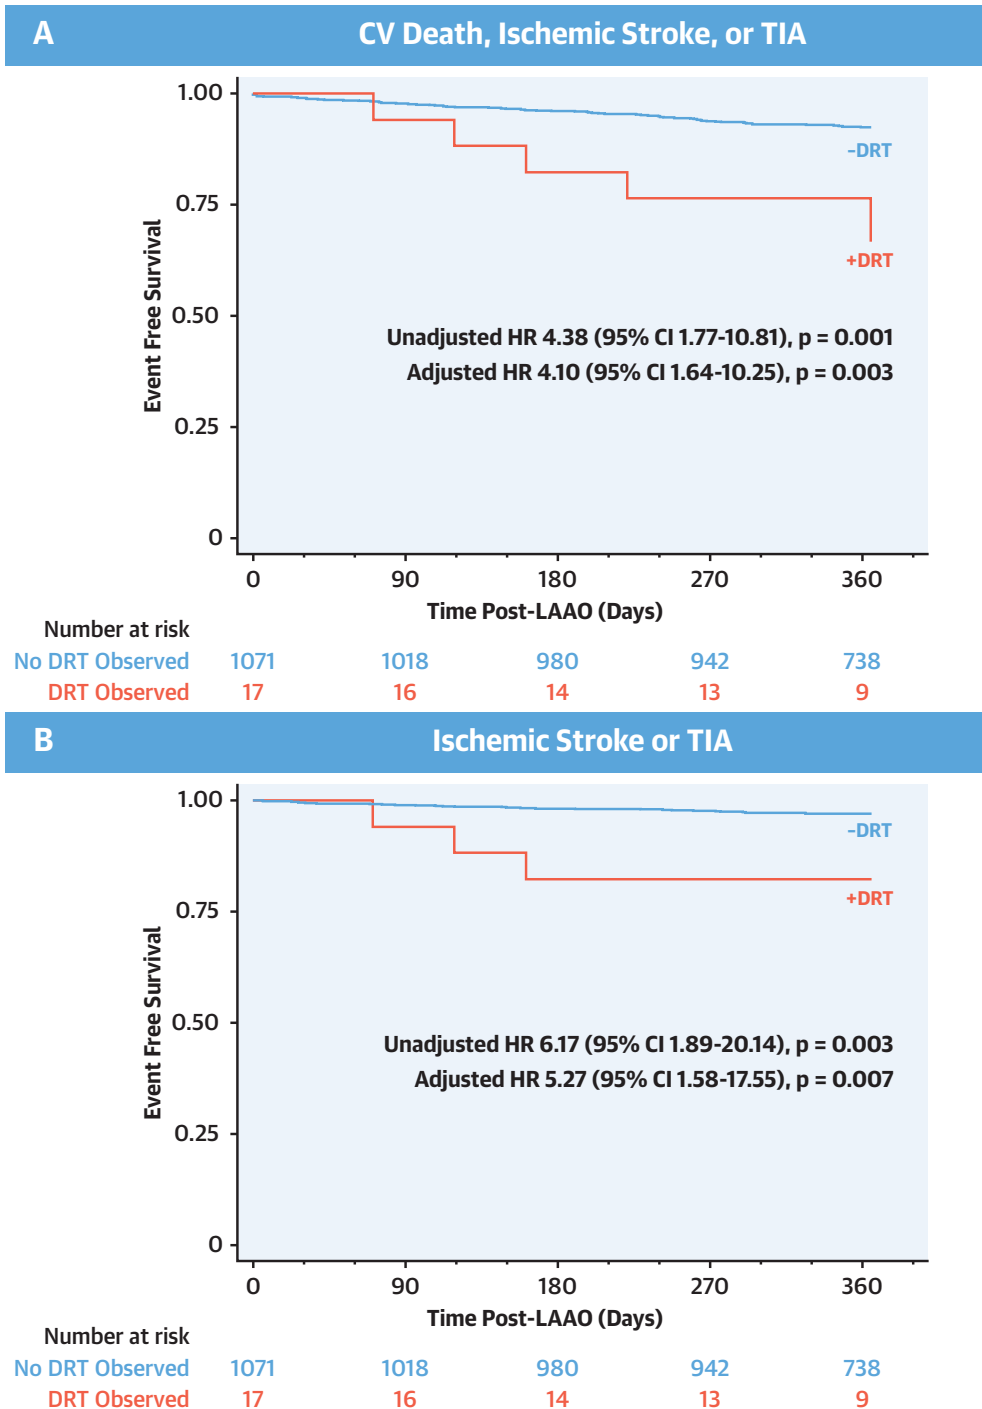 A CV Death, Ischemic Stroke, or TIA
1.00
0.75
0.50
0.25
0
Event Free Survival
–DRT
+DRT
Unadjusted HR 4.38 (95% CI 1.77-10.81), p = 0.001
Adjusted HR 4.10 (95% CI 1.64-10.25), p = 0.003
0 90 180 270 360
Time Post-LAAO (Days)
Number at risk
No DRT Observed 1071 1018 980 942 738
DRT Observed 17 16 14 13 9
B Ischemic Stroke or TIA
1.00
0.75
0.50
0.25
0
Event Free Survival
–DRT
+DRT
Unadjusted HR 6.17 (95% CI 1.89-20.14), p = 0.003
Adjusted HR 5.27 (95% CI 1.58-17.55), p = 0.007
0 90 180 270 360
Time Post-LAAO (Days)
Number at risk
No DRT Observed 1071 1018 980 942 738
DRT Observed 17 16 14 13 9